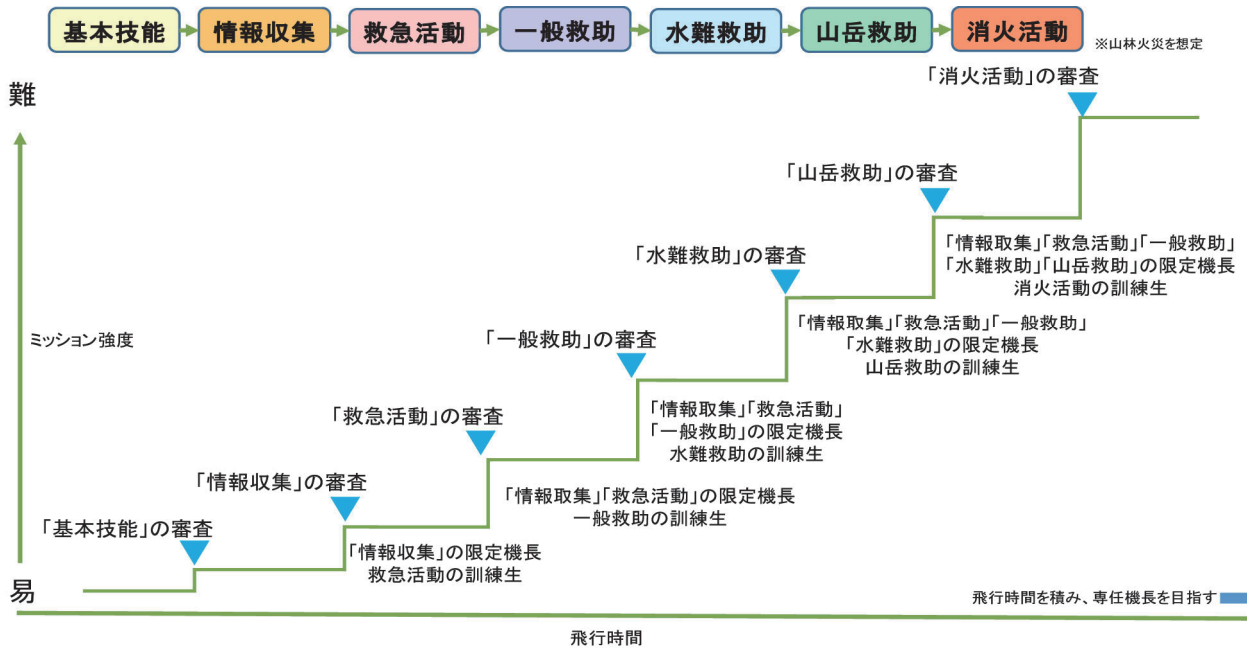 基本技能
情報収集
救急活動
一般救助
水難救助
山岳救助
消火活動
※山林火災を想定
難
「消火活動」の審査
「山岳救助」の審査
「情報取集」「救急活動」「一般救助」
「水難救助」「山岳救助」の限定機長
消火活動の訓練生
「水難救助」の審査
「情報取集」「救急活動」「一般救助」
「水難救助」の限定機長
山岳救助の訓練生
ミッション強度
「一般救助」の審査
「情報取集」「救急活動」
「一般救助」の限定機長
水難救助の訓練生
「救急活動」の審査
「情報取集」「救急活動」の限定機長
一般救助の訓練生
「情報収集」の審査
「情報収集」の限定機長
救急活動の訓練生
「基本技能」の審査
易
飛行時間を積み、専任機長を目指す
飛行時間